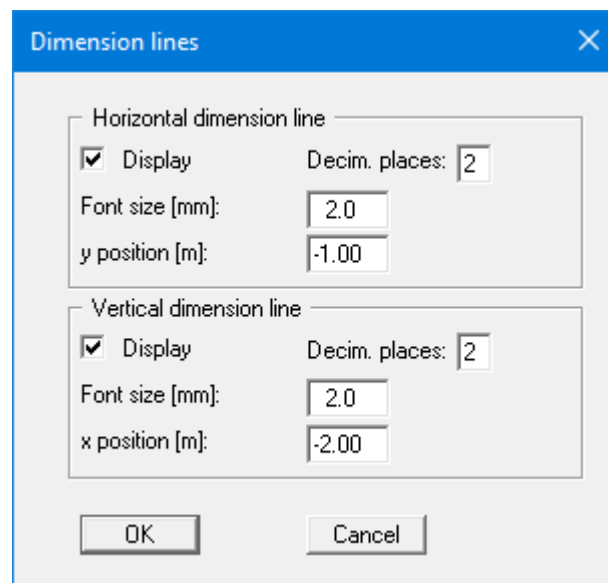 Dimension lines
Horizontal dimension line
Display Decim. places: 2
Font size [mm]: 2.0
y position [m]: -1.00
Vertical dimension line
Display Decim. places: 2
Font size [mm]: 2.0
x position [m]: -2.00
OK Cancel